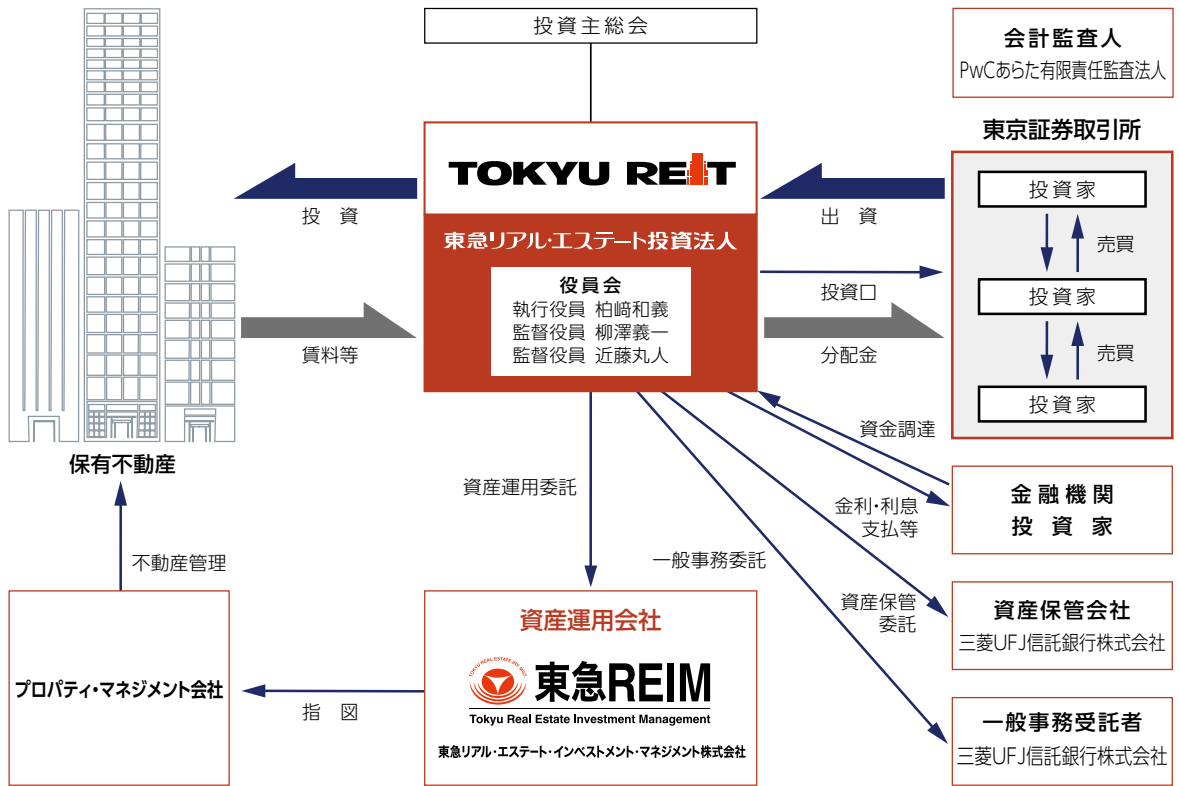 投資主総会
会計監査人
PwCあらた有限責任監査法人
TOKYU REIT
東急リアル・エステート投資法人
役員会
執行役員 柏﨑和義
監督役員 柳澤義一
監督役員 近藤丸人
投 資
賃料等
出 資
投資口
分配金
東京証券取引所
投資家
売買
投資家
売買
投資家
保有不動産
資金調達
金融機関
投 資 家
金利・利息
支払等
資産運用委託
一般事務委託
資産保管
委託
資産保管会社
三菱UFJ信託銀行株式会社
一般事務受託者
三菱UFJ信託銀行株式会社
不動産管理
プロパティ・マネジメント会社
指 図
資産運用会社
TOKYU REAL ESTATE INV. MGT.
東急REIM
Tokyu Real Estate Investment Management
東急リアル・エステート・インベストメント・マネジメント株式会社